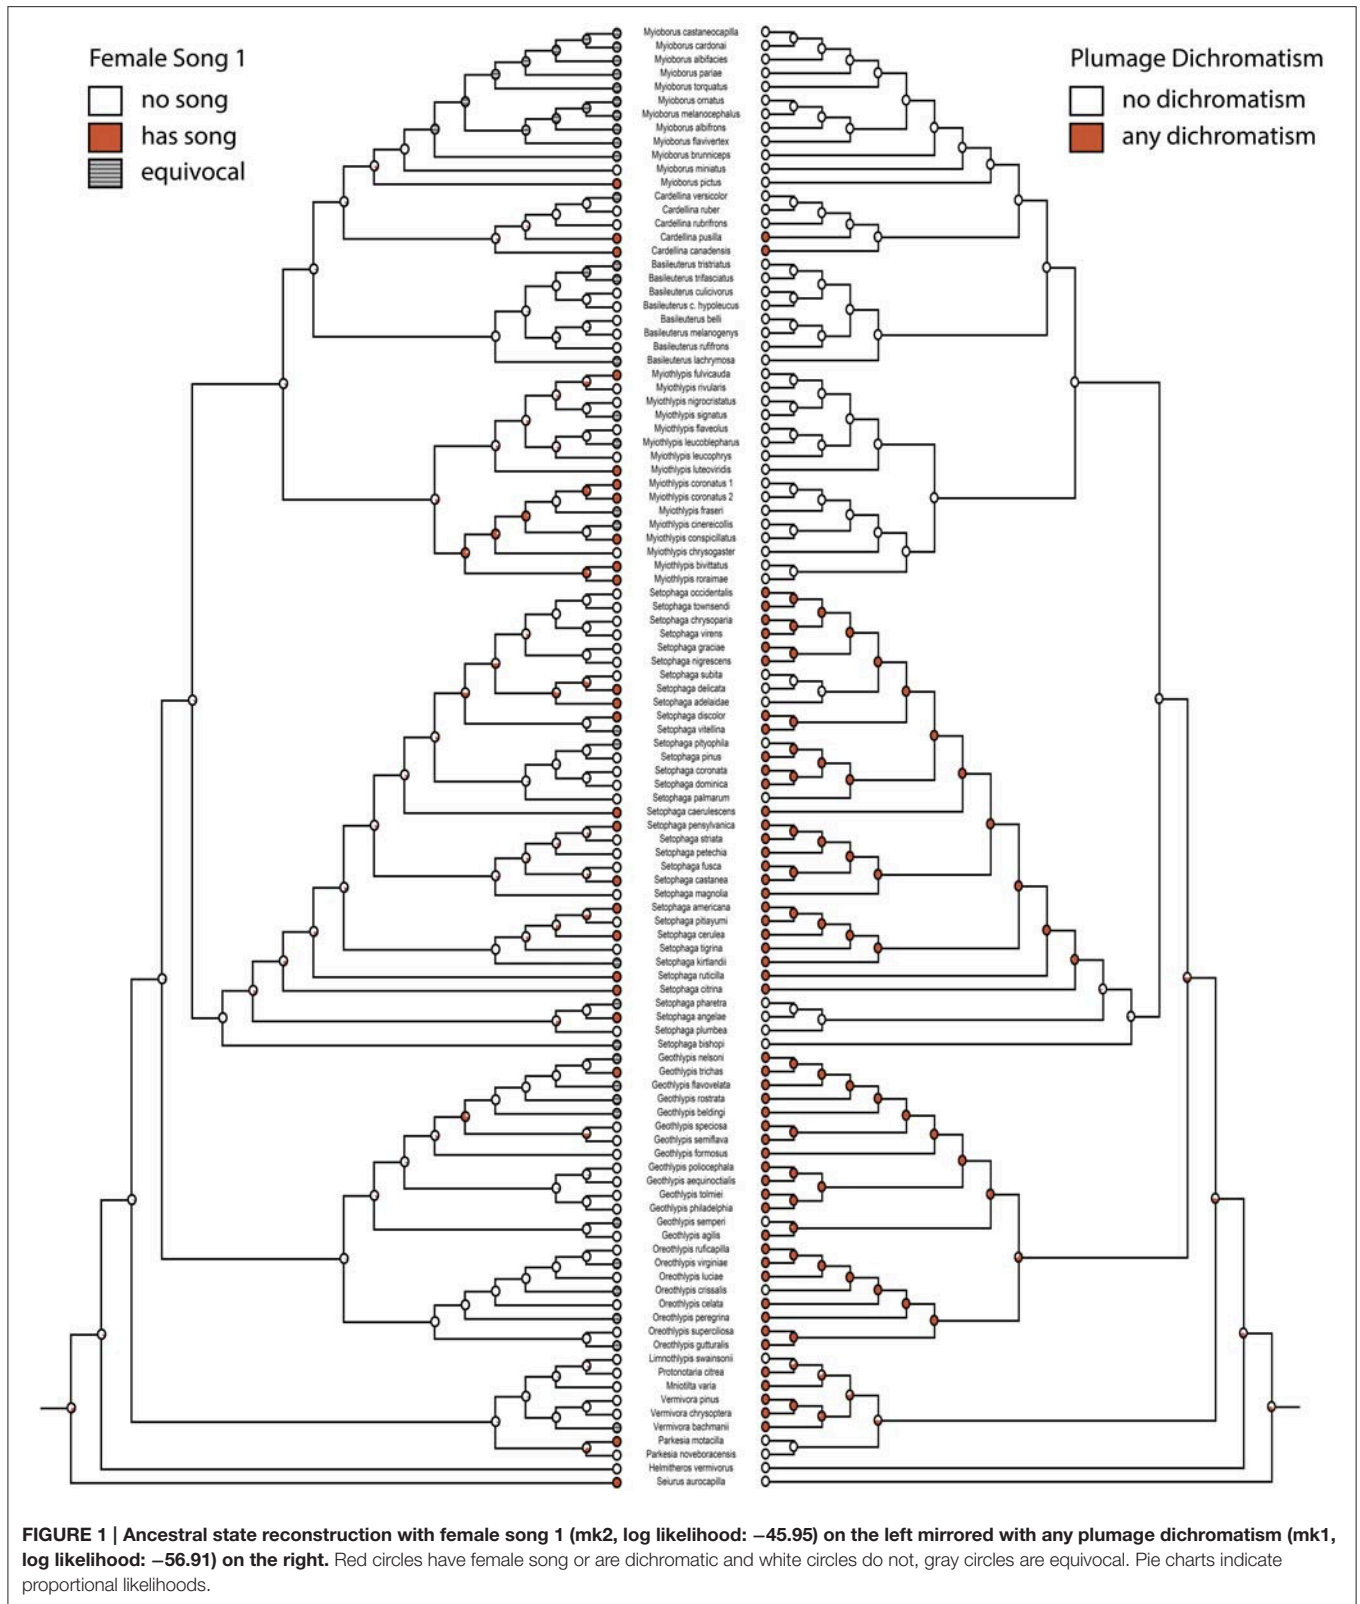 Female Song 1
no song
has song
equivocal
Plumage Dichromatism
no dichromatism
any dichromatism
Myioborus castaneocapilla
Myioborus cardonai
Myioborus albifacies
Myioborus pariae
Myioborus torquatus
Myioborus ornatus
Myioborus melanocephalus
Myioborus albifrons
Myioborus flavivertex
Myioborus brunniceps
Myioborus miniatus
Myioborus pictus
Cardellina versicolor
Cardellina ruber
Cardellina rubrifrons
Cardellina pusilla
Cardellina canadensis
Basileuterus tristriatus
Basileuterus trifasciatus
Basileuterus culicivorus
Basileuterus c. hypoleucus
Basileuterus belli
Basileuterus melanogenys
Basileuterus rufifrons
Basileuterus lachrymosa
Myiothlypis fulvicauda
Myiothlypis rivularis
Myiothlypis nigrocristatus
Myiothlypis signatus
Myiothlypis flaveolus
Myiothlypis leucoblepharus
Myiothlypis leucophrys
Myiothlypis luteoviridis
Myiothlypis coronatus 1
Myiothlypis coronatus 2
Myiothlypis fraseri
Myiothlypis cinereicollis
Myiothlypis conspicillatus
Myiothlypis chrysogaster
Myiothlypis bivittatus
Myiothlypis roraimae
Setophaga occidentalis
Setophaga townsendi
Setophaga chrysoparia
Setophaga virens
Setophaga graciae
Setophaga nigrescens
Setophaga subita
Setophaga delicata
Setophaga adelaidae
Setophaga discolor
Setophaga vitellina
Setophaga pityophila
Setophaga pinus
Setophaga coronata
Setophaga dominica
Setophaga palmarum
Setophaga caerulescens
Setophaga pensylvanica
Setophaga striata
Setophaga petechia
Setophaga fusca
Setophaga castanea
Setophaga magnolia
Setophaga americana
Setophaga pitiayumi
Setophaga cerulea
Setophaga tigrina
Setophaga kirtlandii
Setophaga ruticilla
Setophaga citrina
Setophaga pharetra
Setophaga angelae
Setophaga plumbea
Setophaga bishopi
Geothlypis nelsoni
Geothlypis trichas
Geothlypis flavovelata
Geothlypis rostrata
Geothlypis beldingi
Geothlypis speciosa
Geothlypis semiflava
Geothlypis formosus
Geothlypis poliocephala
Geothlypis aequinoctialis
Geothlypis tolmiei
Geothlypis philadelphia
Geothlypis semperi
Geothlypis agilis
Oreothlypis ruficapilla
Oreothlypis virginiae
Oreothlypis luciae
Oreothlypis crissalis
Oreothlypis celata
Oreothlypis peregrina
Oreothlypis superciliosa
Oreothlypis gutturalis
Limnothlypis swainsonii
Protonotaria citrea
Mniotilta varia
Vermivora pinus
Vermivora chrysoptera
Vermivora bachmanii
Parkesia motacilla
Parkesia noveboracensis
Helmitheros vermivorus
Seiurus aurocapilla
FIGURE 1 | Ancestral state reconstruction with female song 1 (mk2, log likelihood: −45.95) on the left mirrored with any plumage dichromatism (mk1,
log likelihood: −56.91) on the right. Red circles have female song or are dichromatic and white circles do not, gray circles are equivocal. Pie charts indicate
proportional likelihoods.